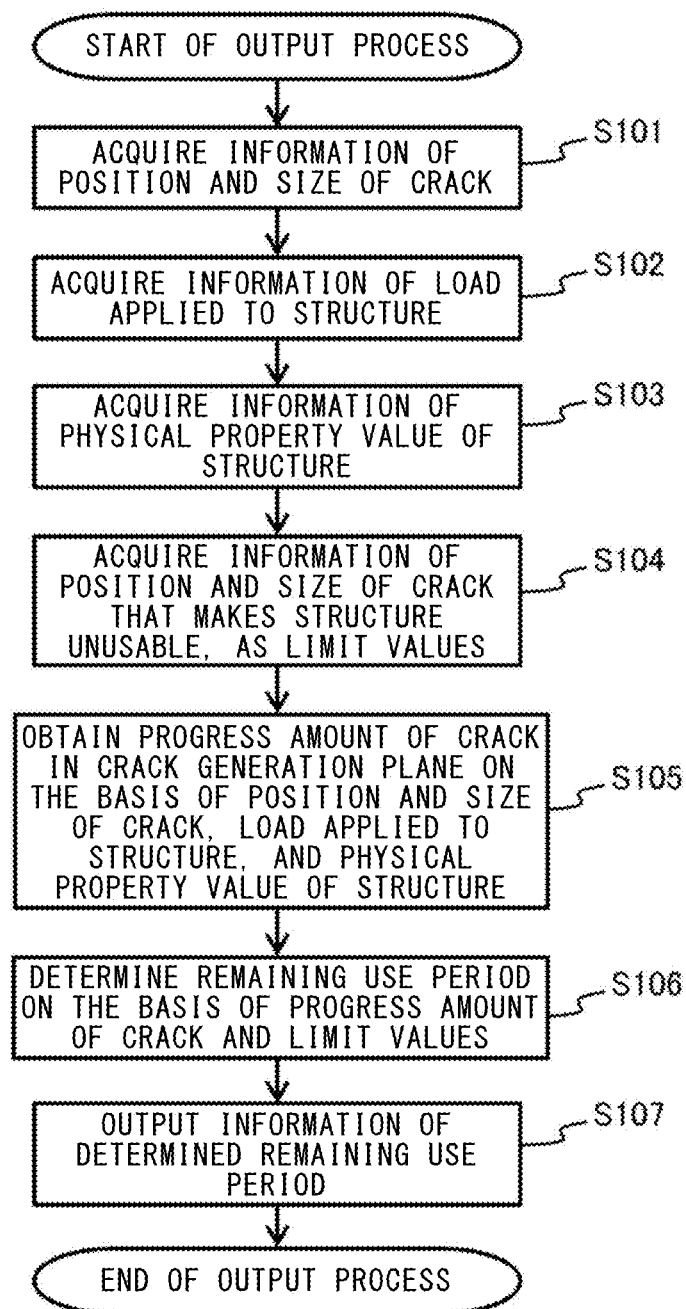 START OF OUTPUT PROCESS
ACQUIRE INFORMATION OF
POSITION AND SIZE OF CRACK
S101
ACQUIRE INFORMATION OF LOAD
APPLIED TO STRUCTURE
S102
ACQUIRE INFORMATION OF
PHYSICAL PROPERTY VALUE OF
STRUCTURE
S103
ACQUIRE INFORMATION OF
POSITION AND SIZE OF CRACK
THAT MAKES STRUCTURE
UNUSABLE, AS LIMIT VALUES
S104
OBTAIN PROGRESS AMOUNT OF CRACK
IN CRACK GENERATION PLANE ON
THE BASIS OF POSITION AND SIZE
OF CRACK, LOAD APPLIED TO
STRUCTURE, AND PHYSICAL
PROPERTY VALUE OF STRUCTURE
S105
DETERMINE REMAINING USE PERIOD
ON THE BASIS OF PROGRESS AMOUNT
OF CRACK AND LIMIT VALUES
S106
OUTPUT INFORMATION OF
DETERMINED REMAINING USE
PERIOD
S107
END OF OUTPUT PROCESS